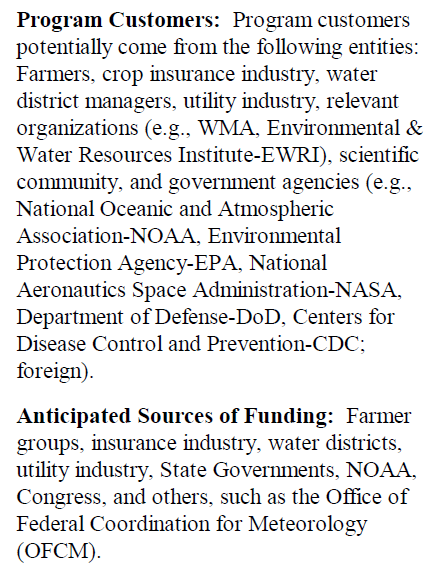 Program Customers:  Program customers
potentially come from the following entities:
Farmers, crop insurance industry, water
district managers, utility industry, relevant
organizations (e.g., WMA, Environmental &
Water Resources Institute-EWRI), scientific
community, and government agencies (e.g.,
National Oceanic and Atmospheric
Association-NOAA, Environmental
Protection Agency-EPA, National
Aeronautics Space Administration-NASA,
Department of Defense-DoD, Centers for
Disease Control and Prevention-CDC;
foreign).
Anticipated Sources of Funding:  Farmer
groups, insurance industry, water districts,
utility industry, State Governments, NOAA,
Congress, and others, such as the Office of
Federal Coordination for Meteorology
(OFCM).